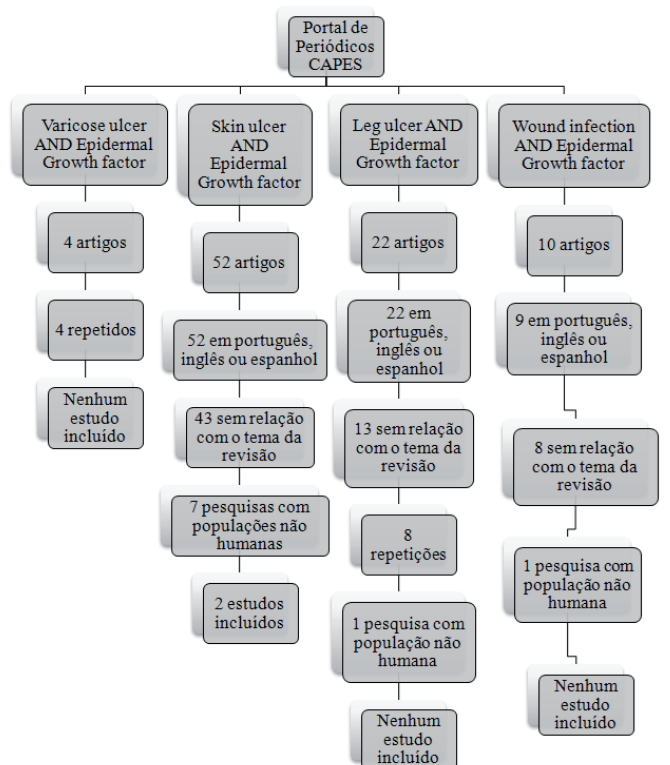 Portal de
Periódicos
CAPES
Varicose ulcer
AND Epidermal
Growth factor
4 artigos
4 repetidos
Nenhum
estudo
incluído
Skin ulcer
AND
Epidermal
Growth factor
52 artigos
52 em português,
inglês ou espanhol
43 sem relação
com o tema da
revisão
7 pesquisas com
populações não
humanas
2 estudos
incluídos
Leg ulcer AND
Epidermal
Growth factor
22 artigos
22 em
português,
inglês ou
espanhol
13 sem relação
com o tema da
revisão
8
repetições
1 pesquisa com
população não
humana
Nenhum
estudo
incluído
Wound infection
AND Epidermal
Growth factor
10 artigos
9 em português,
inglês ou
espanhol
8 sem relação
com o tema da
revisão
1 pesquisa com
população não
humana
Nenhum
estudo
incluído